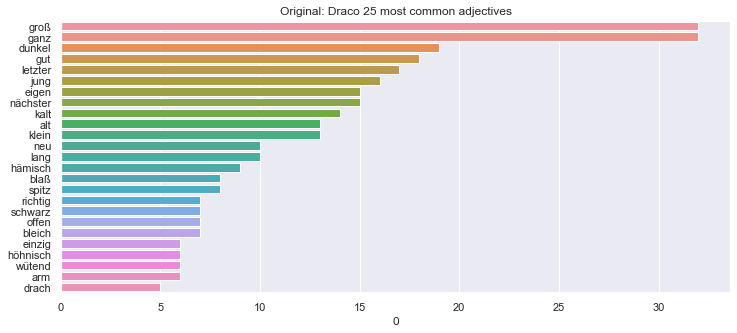 Original: Draco 25 most common adjectives
groß
ganz
dunkel
gut
letzter
jung
eigen
nächster
kalt
alt
klein
neu
lang
hämisch
blaß
spitz
richtig
schwarz
offen
bleich
einzig
höhnisch
wütend
arm
drach
0 5 10 15 20 25 30
0